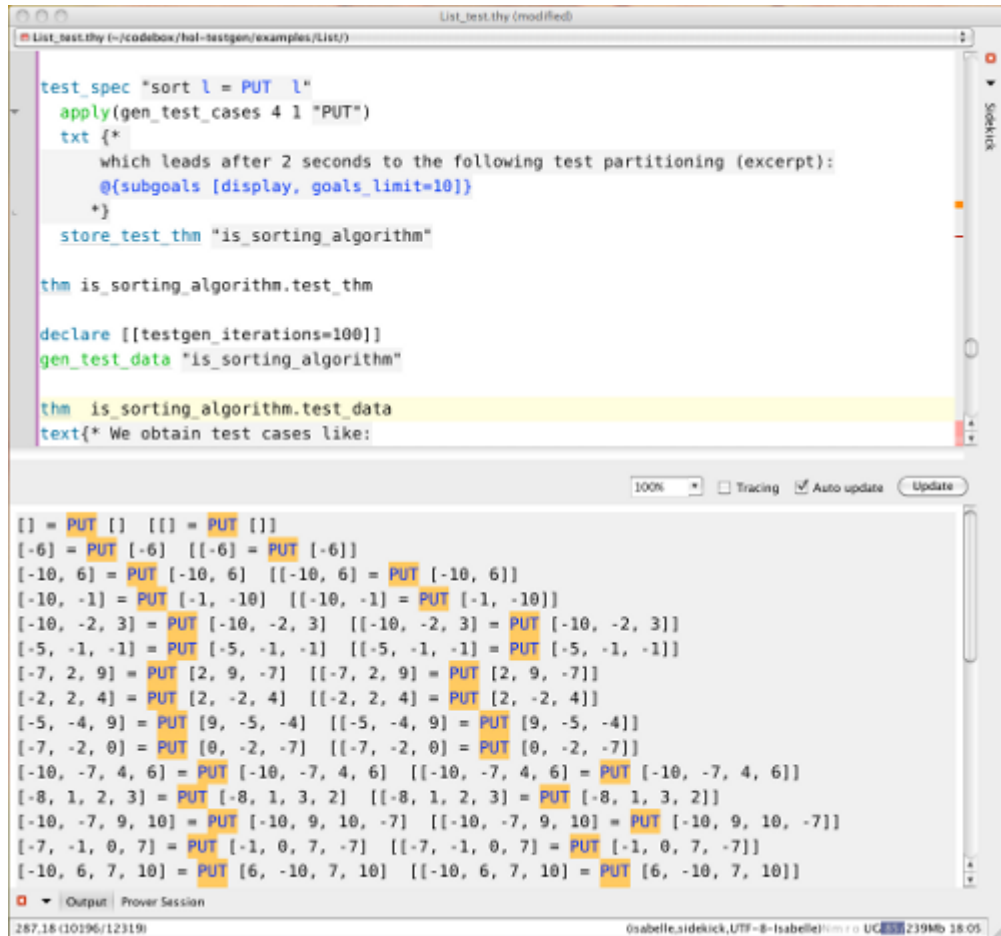 List_test.thy (modified)
List_test.thy (~/codebox/hol-testgen/examples/List/)
Sidekick
test_spec "sort l = PUT  l"
apply(gen_test_cases 4 1 "PUT")
txt {*
which leads after 2 seconds to the following test partitioning (excerpt):
@{subgoals [display, goals_limit=10]}
*}
store_test_thm "is_sorting_algorithm"
thm is_sorting_algorithm.test_thm
declare [[testgen_iterations=100]]
gen_test_data "is_sorting_algorithm"
thm  is_sorting_algorithm.test_data
text{* We obtain test cases like:
100% Tracing Auto update Update
[] = PUT []  [[] = PUT []]
[-6] = PUT [-6]  [[-6] = PUT [-6]]
[-10, 6] = PUT [-10, 6]  [[-10, 6] = PUT [-10, 6]]
[-10, -1] = PUT [-1, -10]  [[-10, -1] = PUT [-1, -10]]
[-10, -2, 3] = PUT [-10, -2, 3]  [[-10, -2, 3] = PUT [-10, -2, 3]]
[-5, -1, -1] = PUT [-5, -1, -1]  [[-5, -1, -1] = PUT [-5, -1, -1]]
[-7, 2, 9] = PUT [2, 9, -7]  [[-7, 2, 9] = PUT [2, 9, -7]]
[-2, 2, 4] = PUT [2, -2, 4]  [[-2, 2, 4] = PUT [2, -2, 4]]
[-5, -4, 9] = PUT [9, -5, -4]  [[-5, -4, 9] = PUT [9, -5, -4]]
[-7, -2, 0] = PUT [0, -2, -7]  [[-7, -2, 0] = PUT [0, -2, -7]]
[-10, -7, 4, 6] = PUT [-10, -7, 4, 6]  [[-10, -7, 4, 6] = PUT [-10, -7, 4, 6]]
[-8, 1, 2, 3] = PUT [-8, 1, 3, 2]  [[-8, 1, 2, 3] = PUT [-8, 1, 3, 2]]
[-10, -7, 9, 10] = PUT [-10, 9, 10, -7]  [[-10, -7, 9, 10] = PUT [-10, 9, 10, -7]]
[-7, -1, 0, 7] = PUT [-1, 0, 7, -7]  [[-7, -1, 0, 7] = PUT [-1, 0, 7, -7]]
[-10, 6, 7, 10] = PUT [6, -10, 7, 10]  [[-10, 6, 7, 10] = PUT [6, -10, 7, 10]]
Output Prover Session
287,18 (10196/12319) (isabelle,sidekick,UTF-8-Isabelle) N m r o UG 239Mb 18:05